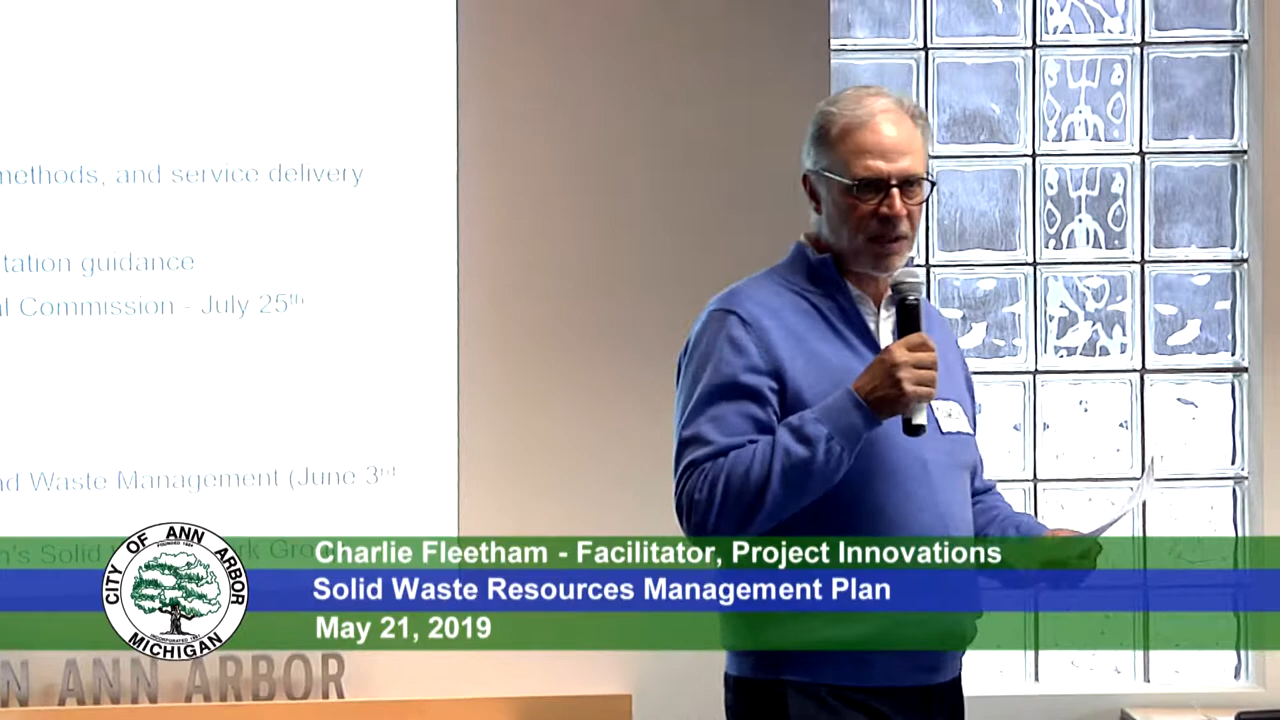 methods, and service delivery
tation guidance
l Commission - July 25th
nd Waste Management (June 3rd
n's Solid
Charlie Fleetham - Facilitator, Project Innovations
Solid Waste Resources Management Plan
May 21, 2019
CITY OF ANN ARBOR
MICHIGAN
N ANN ARBOR